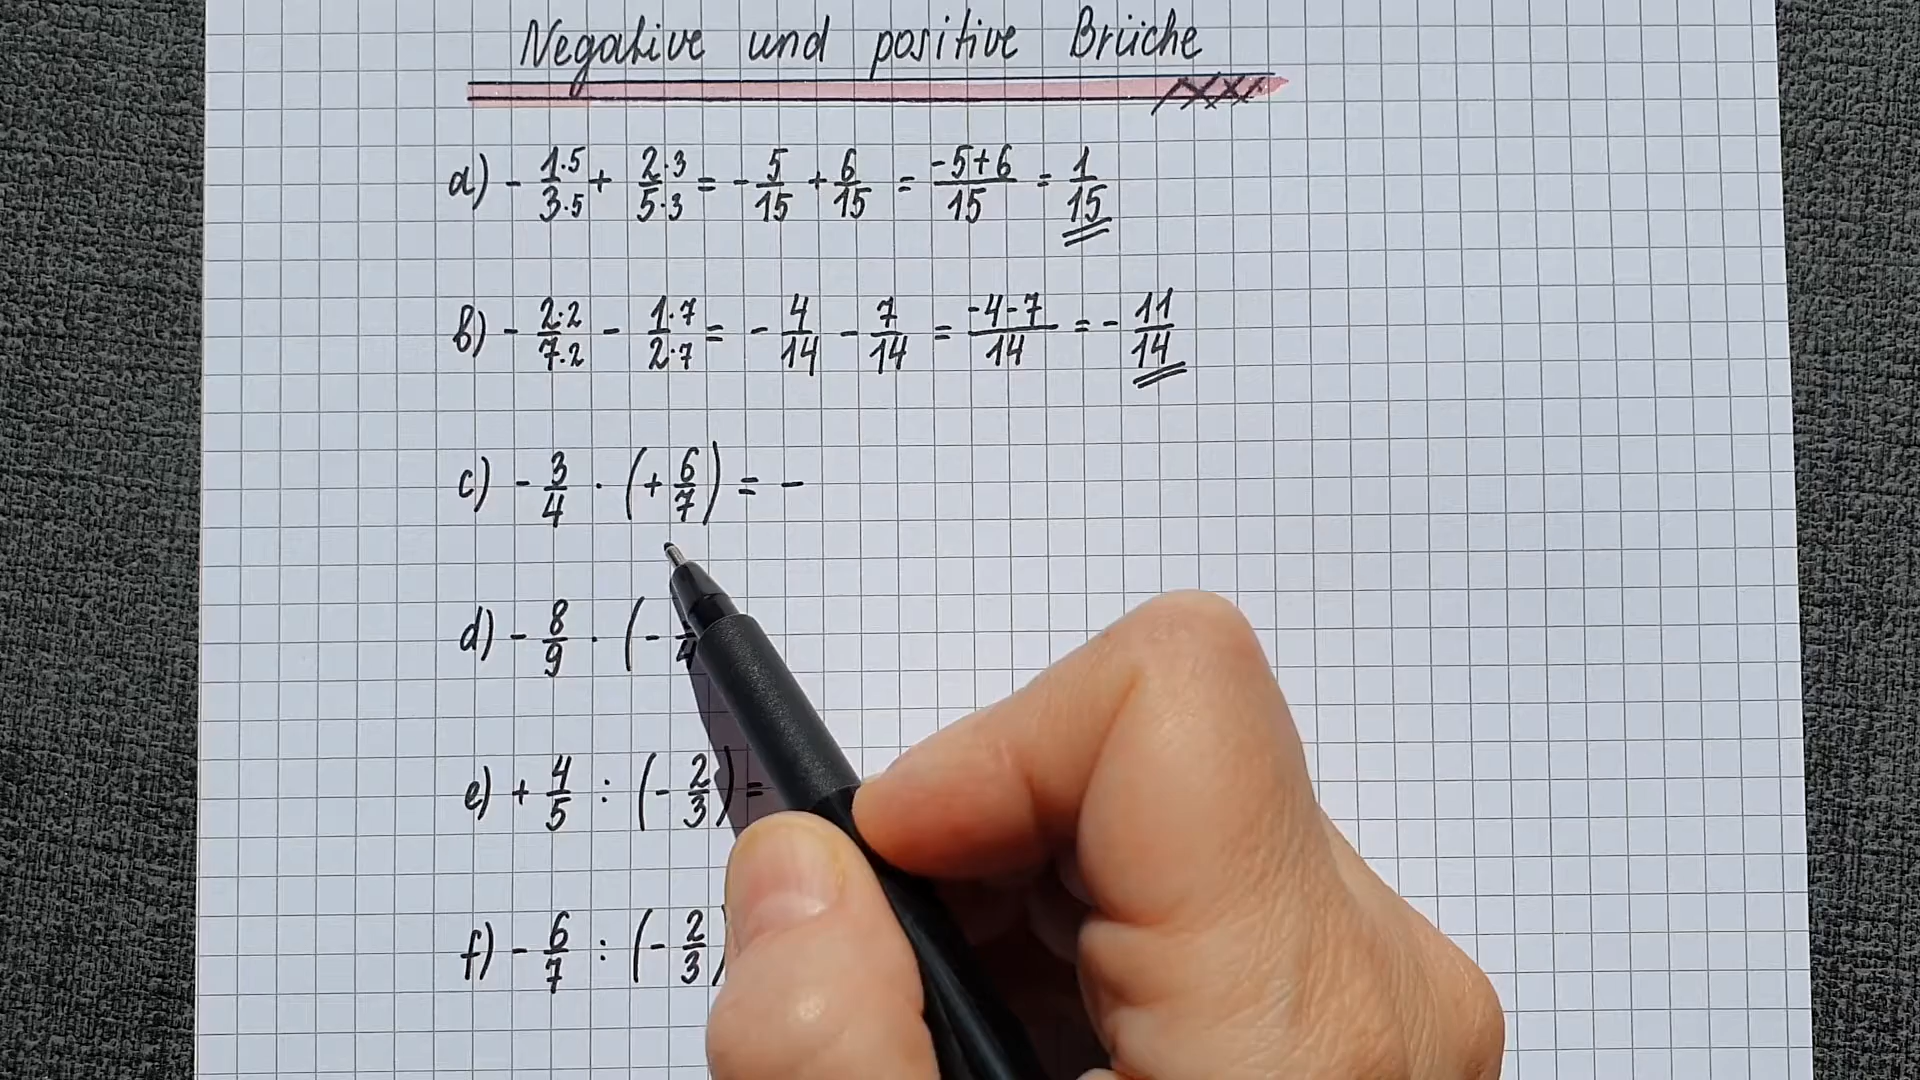 Negative und positive Brüche
a) - 1·5/3·5 + 2·3/5·3 = - 5/15 + 6/15 = -5+6/15 = 1/15
b) - 2·2/7·2 - 1·7/2·7 = - 4/14 - 7/14 = -4-7/14 = - 11/14
c) - 3/4 · (+ 6/7) = -
d) - 8/9 · (- /4
e) + 4/5 : (- 2/3) =
f) - 6/7 : (- 2/3)